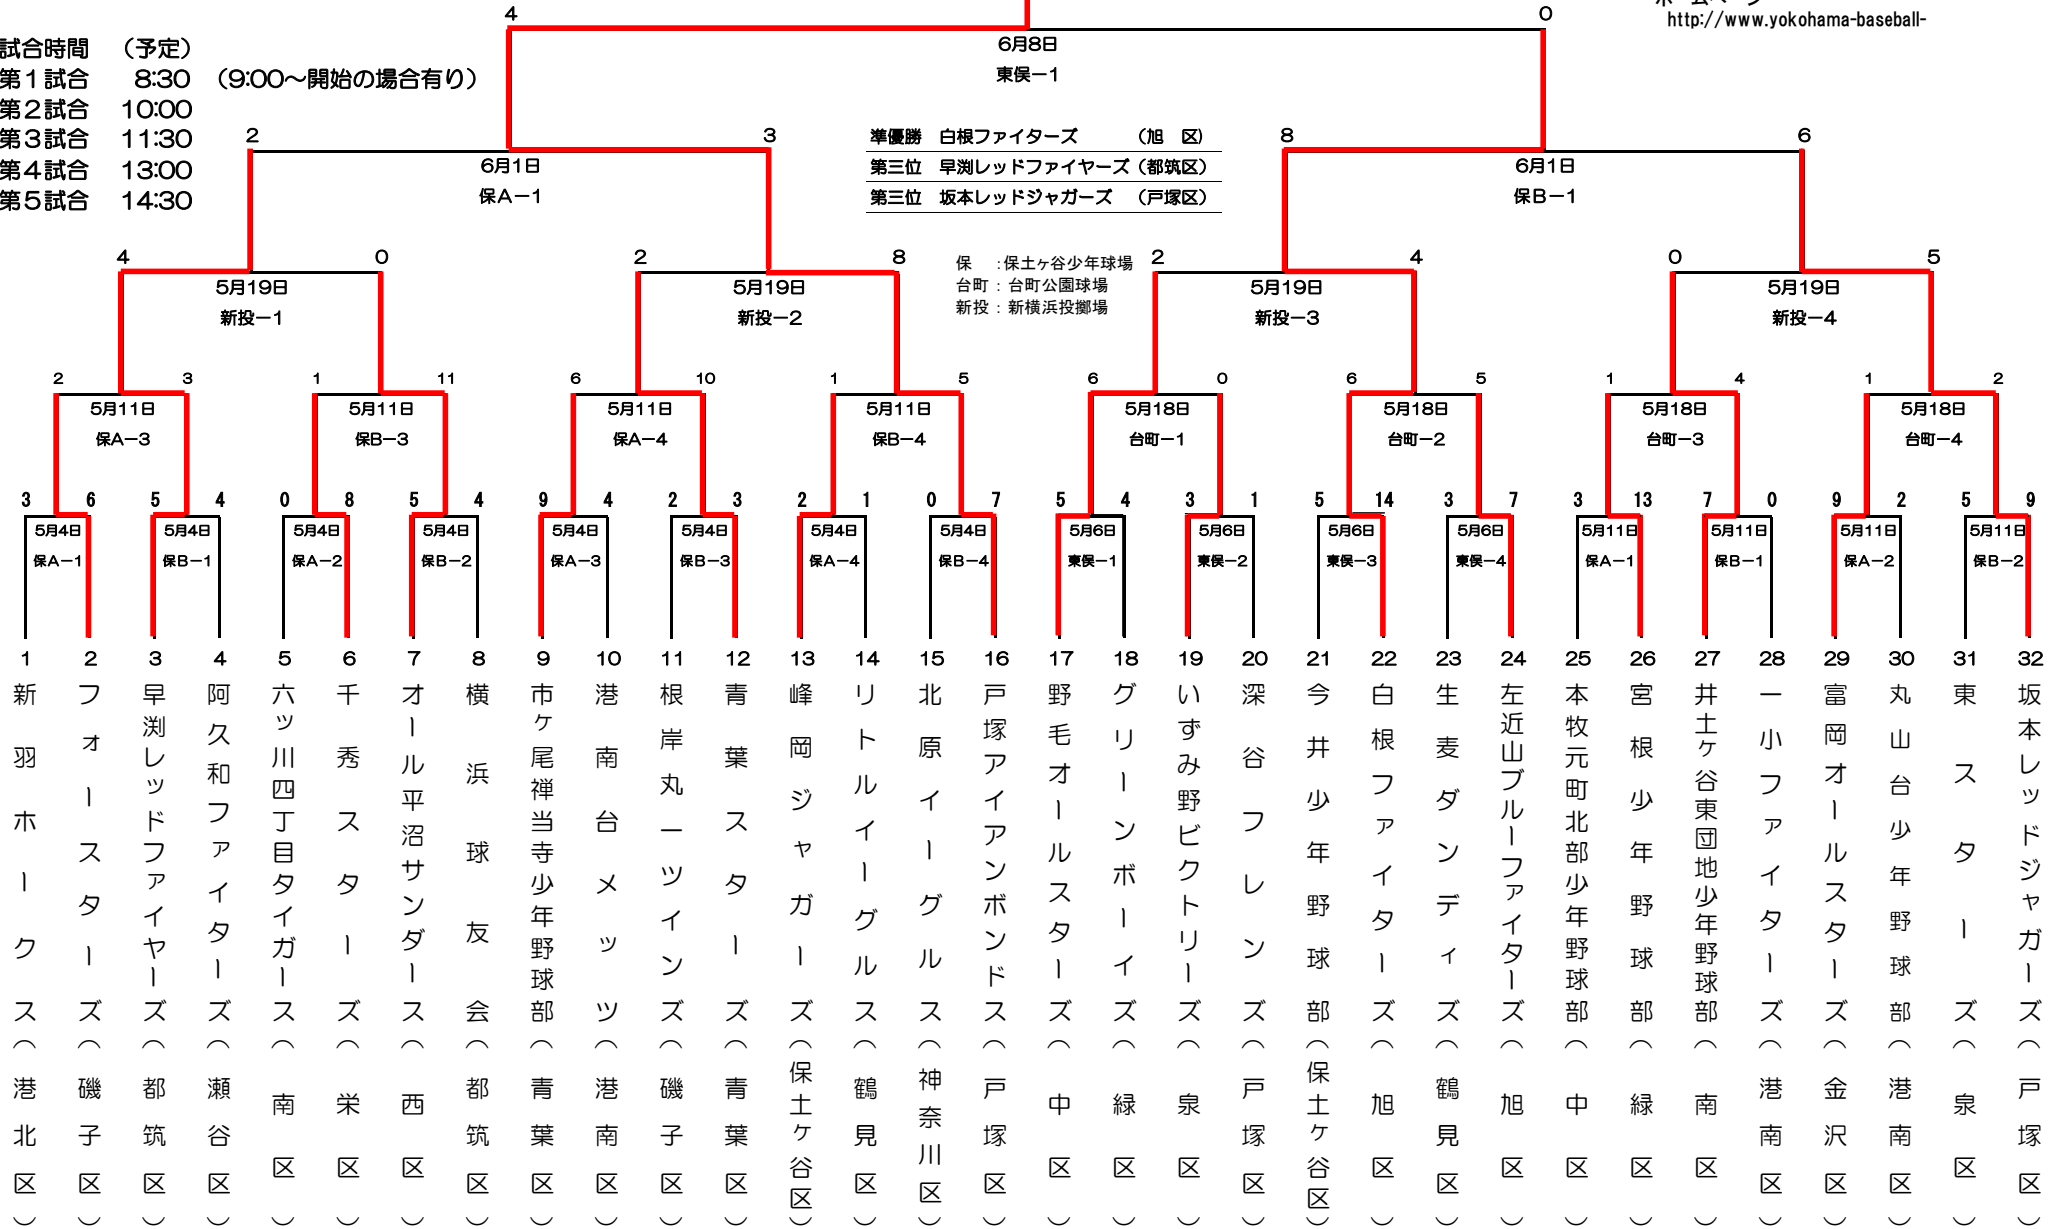 ホームページ
http://www.yokohama-baseball-
試合時間 （予定）
第1試合 8:30 （9:00～開始の場合有り）
第2試合 10:00
第3試合 11:30
第4試合 13:00
第5試合 14:30
4 0
6月8日
東俣－1
準優勝 白根ファイターズ （旭 区）
第三位 早渕レッドファイヤーズ（都筑区）
第三位 坂本レッドジャガーズ （戸塚区）
2 3 8 6
6月1日 6月1日
保A－1 保B－1
保 ：保土ヶ谷少年球場
台町：台町公園球場
新投：新横浜投擲場
4 0 2 8 2 4 0 5
5月19日 5月19日 5月19日 5月19日
新投－1 新投－2 新投－3 新投－4
2 3 1 11 6 10 1 5 6 0 6 5 1 4 1 2
5月11日 5月11日 5月11日 5月11日 5月18日 5月18日 5月18日 5月18日
保A－3 保B－3 保A－4 保B－4 台町－1 台町－2 台町－3 台町－4
3 6 5 4 0 8 5 4 9 4 2 3 2 1 0 7 5 4 3 1 5 14 3 7 3 13 7 0 9 2 5 9
5月4日 5月4日 5月4日 5月4日 5月4日 5月4日 5月4日 5月4日 5月6日 5月6日 5月6日 5月6日 5月11日 5月11日 5月11日 5月11日
保A－1 保B－1 保A－2 保B－2 保A－3 保B－3 保A－4 保B－4 東俣－1 東俣－2 東俣－3 東俣－4 保A－1 保B－1 保A－2 保B－2
1 新羽ホークス（港北区）
2 フォースターズ（磯子区）
3 早渕レッドファイヤーズ（都筑区）
4 阿久和ファイターズ（瀬谷区）
5 六ッ川四丁目タイガース（南区）
6 千秀スターズ（栄区）
7 オール平沼サンダース（西区）
8 横浜球友会（都筑区）
9 市ヶ尾禅当寺少年野球部（青葉区）
10 港南台メッツ（港南区）
11 根岸丸一ツインズ（磯子区）
12 青葉スターズ（青葉区）
13 峰岡ジャガーズ（保土ケ谷区）
14 リトルイーグルス（鶴見区）
15 北原イーグルス（神奈川区）
16 戸塚アイアンボンドス（戸塚区）
17 野毛オールスターズ（中区）
18 グリーンボーイズ（緑区）
19 いずみ野ビクトリーズ（泉区）
20 深谷フレンズ（戸塚区）
21 今井少年野球部（保土ケ谷区）
22 白根ファイターズ（旭区）
23 生麦ダンディズ（鶴見区）
24 左近山ブルーファイターズ（旭区）
25 本牧元町北部少年野球部（中区）
26 宮根少年野球部（緑区）
27 井土ヶ谷東団地少年野球部（南区）
28 一小ファイターズ（港南区）
29 富岡オールスターズ（金沢区）
30 丸山台少年野球部（港南区）
31 東スターズ（泉区）
32 坂本レッドジャガーズ（戸塚区）